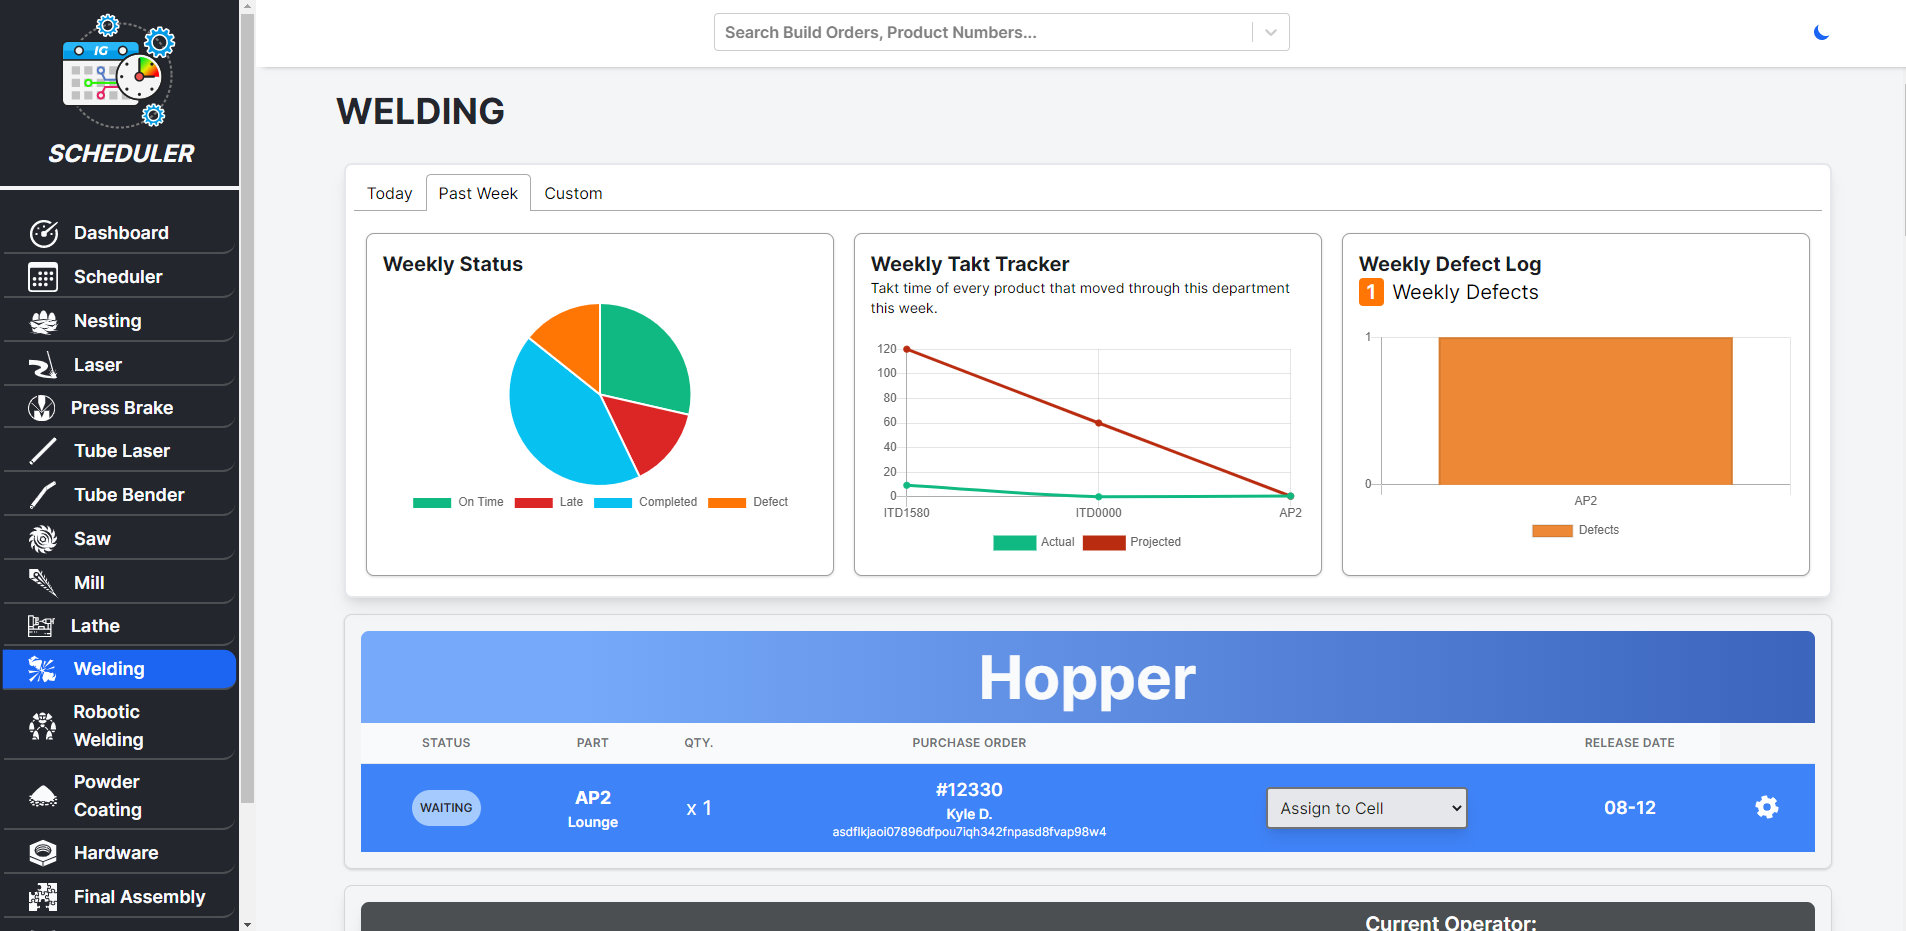 IG
SCHEDULER
Dashboard
Scheduler
Nesting
Laser
Press Brake
Tube Laser
Tube Bender
Saw
Mill
Lathe
Welding
Robotic
Welding
Powder
Coating
Hardware
Final Assembly
Search Build Orders, Product Numbers...
WELDING
Today Past Week Custom
Weekly Status
On Time Late Completed Defect
Weekly Takt Tracker
Takt time of every product that moved through this department
this week.
120
100
80
60
40
20
0
ITD1580 ITD0000 AP2
Actual Projected
Weekly Defect Log
1 Weekly Defects
1
0
AP2
Defects
Hopper
STATUS PART QTY. PURCHASE ORDER RELEASE DATE
WAITING
AP2
Lounge
x 1
#12330
Kyle D.
Assign to Cell
08-12
Current Operator: